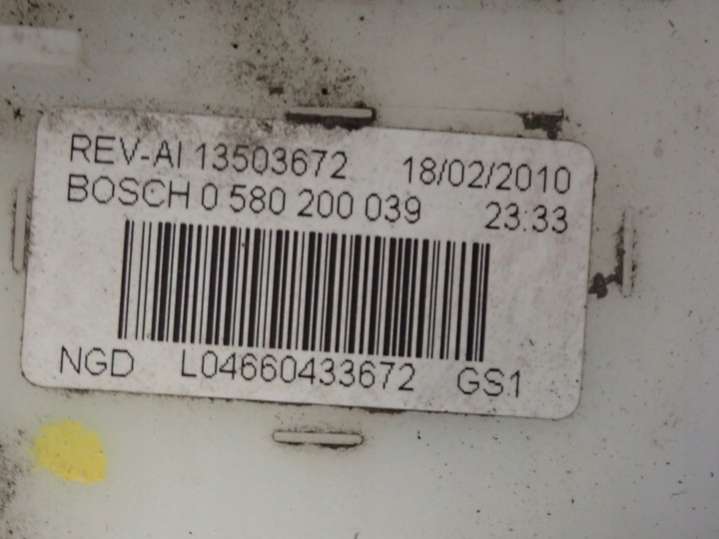 REV-AI 13503672 18/02/2010
BOSCH 0 580 200 039 23:33
NGD L04660433672 GS1